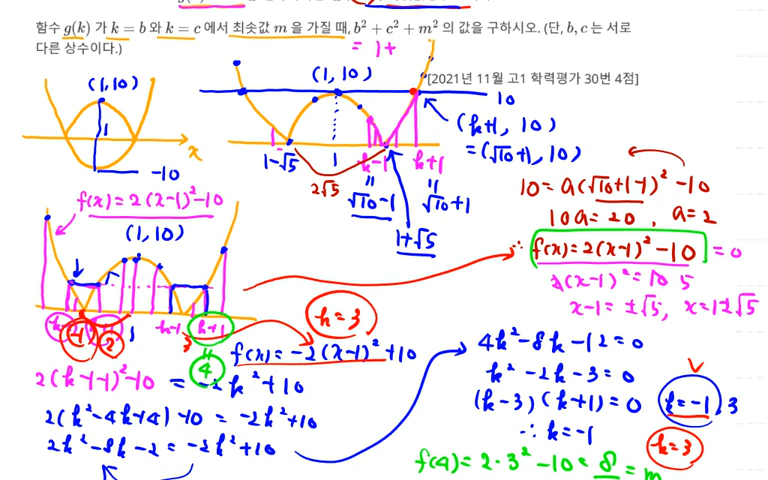 함수 g(k) 가 k = b 와 k = c 에서 최솟값 m 을 가질 때, b² + c² + m² 의 값을 구하시오. (단, b, c 는 서로
다른 상수이다.)
= 1+
[2021년 11월 고1 학력평가 30번 4점]
(1, 10)
1
x
-10
(1, 10)
10
(k+1, 10)
=(√10+1, 10)
1-√5
1
k-1
k+1
2√5
"
√10-1
"
√10+1
1+√5
10 = a(√10+1-1)² -10
10a = 20 , a = 2
∴ f(x) = 2(x-1)² -10 = 0
2(x-1)² = 10 5
x-1 = ±√5, x = 1±√5
f(x) = 2(x-1)² -10
(1, 10)
-1
-2
1
k-1
3
k+1
"
4
k=3
f(x) = -2(x-1)² +10
2(k-1-1)² -10 = -2k² +10
2(k² -4k+4) -10 = -2k² +10
2k² -8k -2 = -2k² +10
4k² -8k -12 = 0
k² -2k -3 = 0
(k-3)(k+1) = 0
k=-1, 3
∴ k=-1
k=3
f(4) = 2·3² -10 = 8 = m